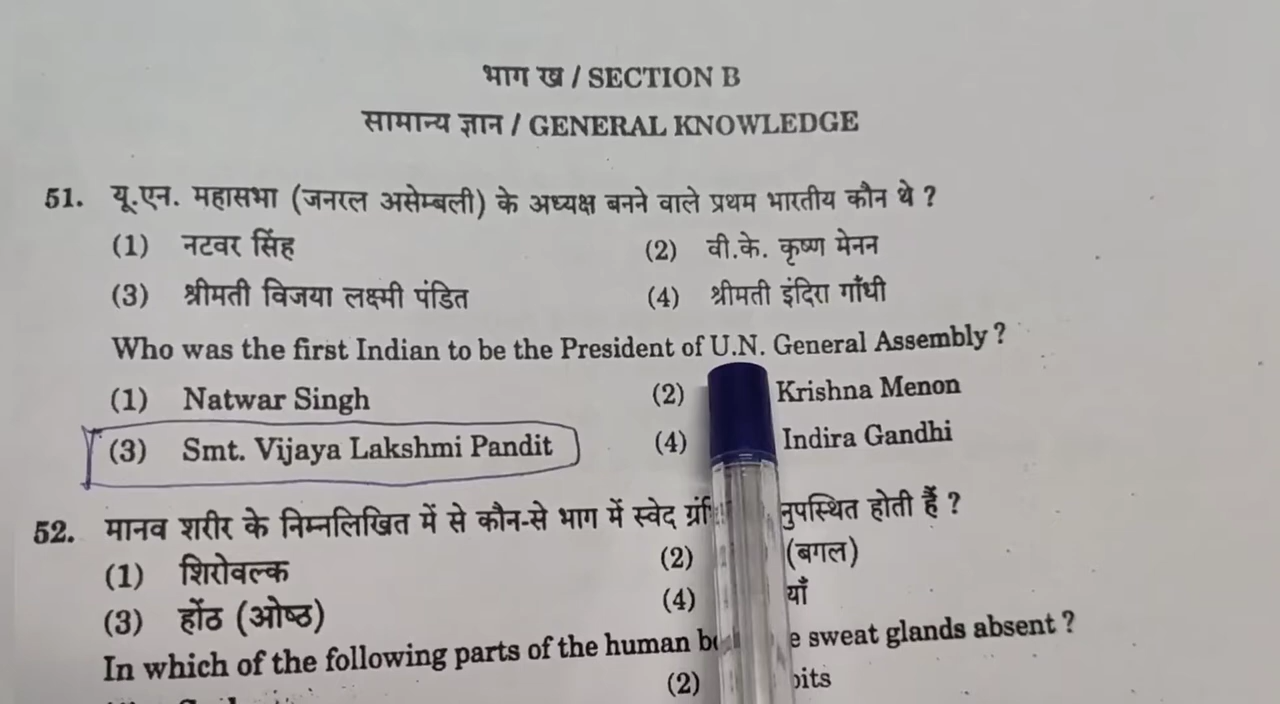 भाग ख / SECTION B
सामान्य ज्ञान / GENERAL KNOWLEDGE
51. यू.एन. महासभा (जनरल असेम्बली) के अध्यक्ष बनने वाले प्रथम भारतीय कौन थे ?
(1) नटवर सिंह (2) वी.के. कृष्ण मेनन
(3) श्रीमती विजया लक्ष्मी पंडित (4) श्रीमती इंदिरा गाँधी
Who was the first Indian to be the President of U.N. General Assembly ?
(1) Natwar Singh (2) Krishna Menon
(3) Smt. Vijaya Lakshmi Pandit (4) Indira Gandhi
52. मानव शरीर के निम्नलिखित में से कौन-से भाग में स्वेद होती हैं ?
(1) शिरोवल्क (2) (बगल)
(3) होंठ (ओष्ठ) (4)
In which of the following parts of the human sweat glands absent ?
(2)